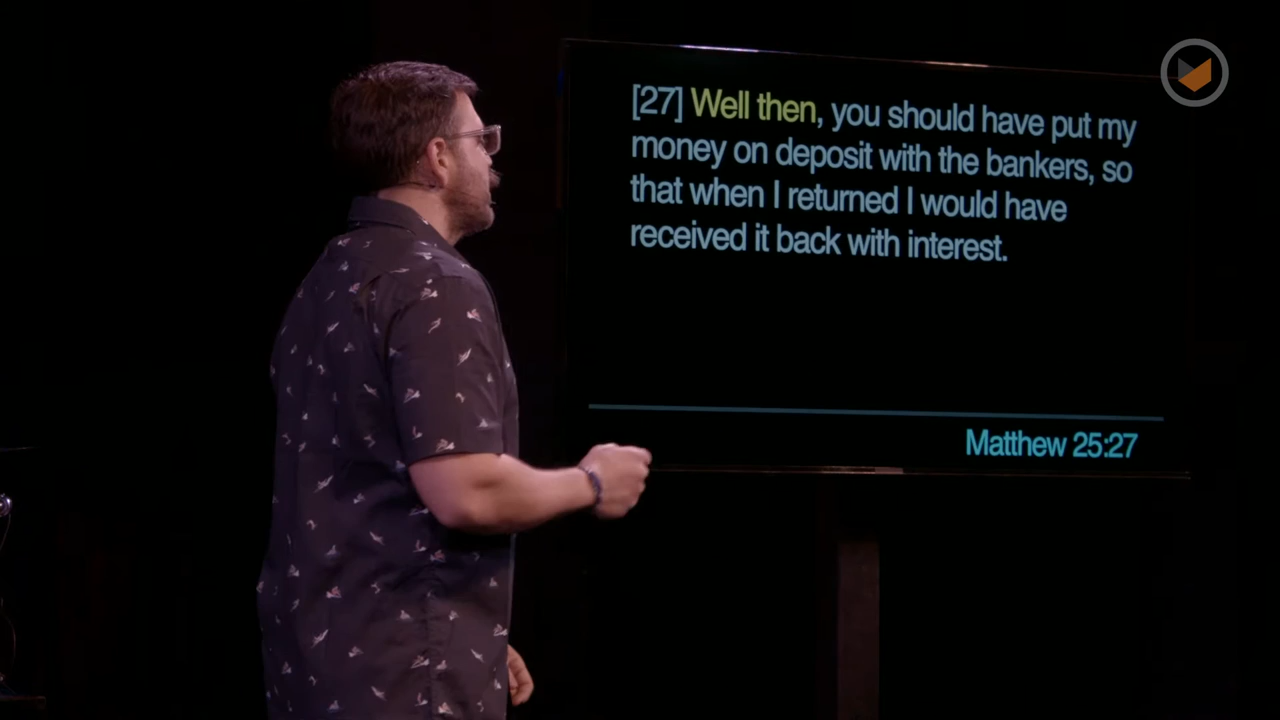 [27] Well then, you should have put my
money on deposit with the bankers, so
that when I returned I would have
received it back with interest.
Matthew 25:27